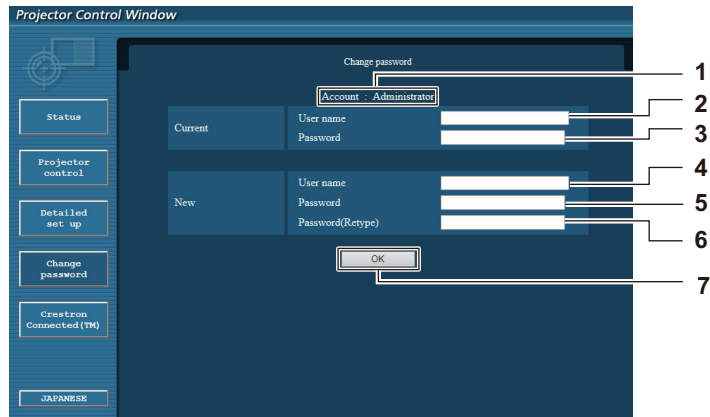 Projector Control Window
Change password
Account : Administrator
Status
Projector
control
Detailed
set up
Change
password
Crestron
Connected(TM)
JAPANESE
Current
User name
Password
New
User name
Password
Password(Retype)
OK
1
2
3
4
5
6
7